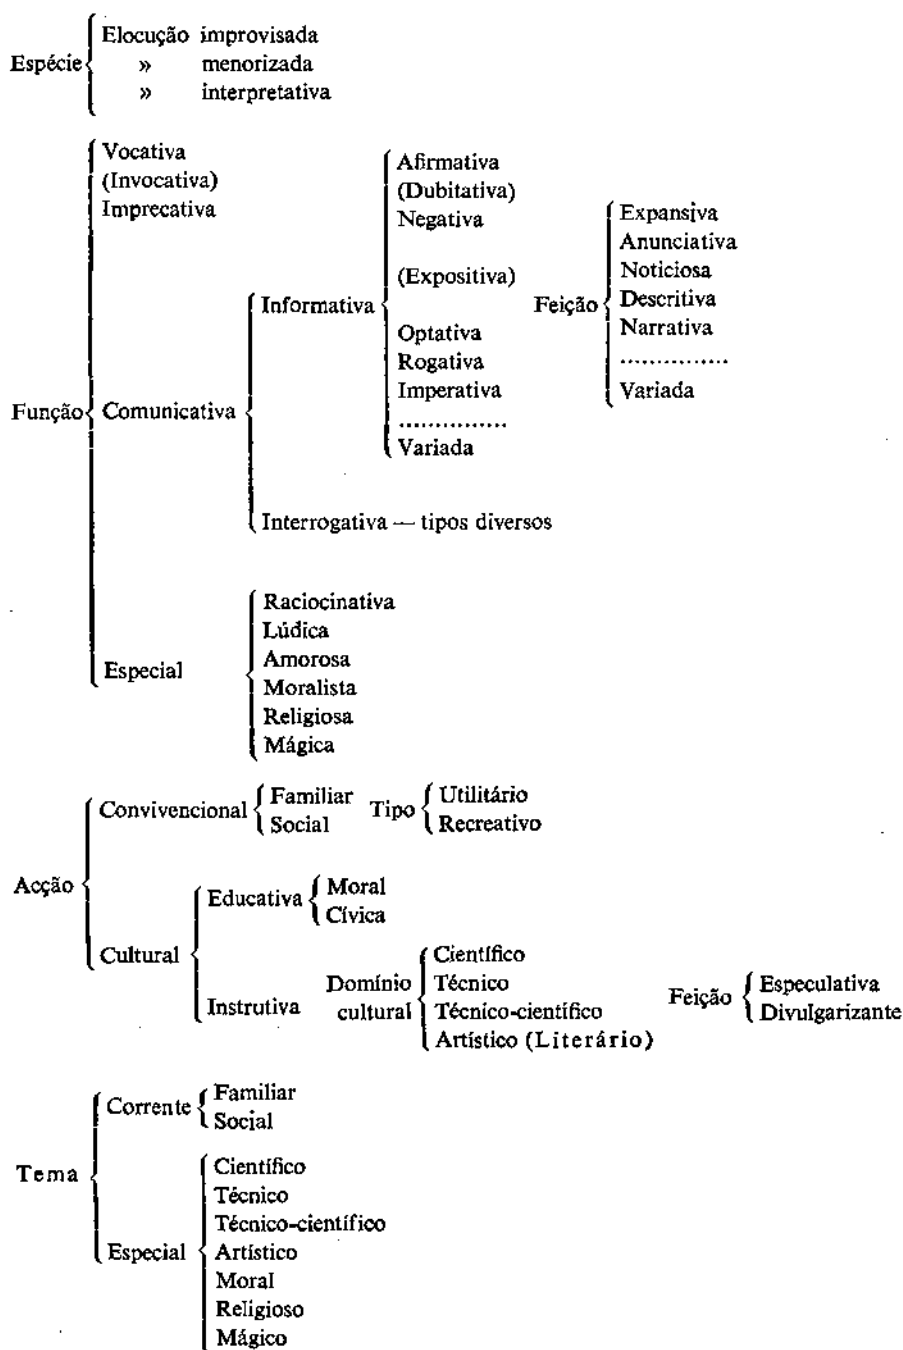 Elocução improvisada
Espécie » menorizada
» interpretativa
Vocativa
(Invocativa)
Imprecativa
Afirmativa
(Dubitativa)
Negativa
(Expositiva)
Informativa
Optativa
Rogativa
Imperativa
...............
Variada
Feição
Expansiva
Anunciativa
Noticiosa
Descritiva
Narrativa
...............
Variada
Função
Comunicativa
Interrogativa — tipos diversos
Especial
Raciocinativa
Lúdica
Amorosa
Moralista
Religiosa
Mágica
Acção
Convivencional
Familiar
Social
Tipo
Utilitário
Recreativo
Cultural
Educativa
Moral
Cívica
Instrutiva
Domínio
cultural
Científico
Técnico
Técnico-científico
Artístico (Literário)
Feição
Especulativa
Divulgarizante
Tema
Corrente
Familiar
Social
Especial
Científico
Técnico
Técnico-científico
Artístico
Moral
Religioso
Mágico